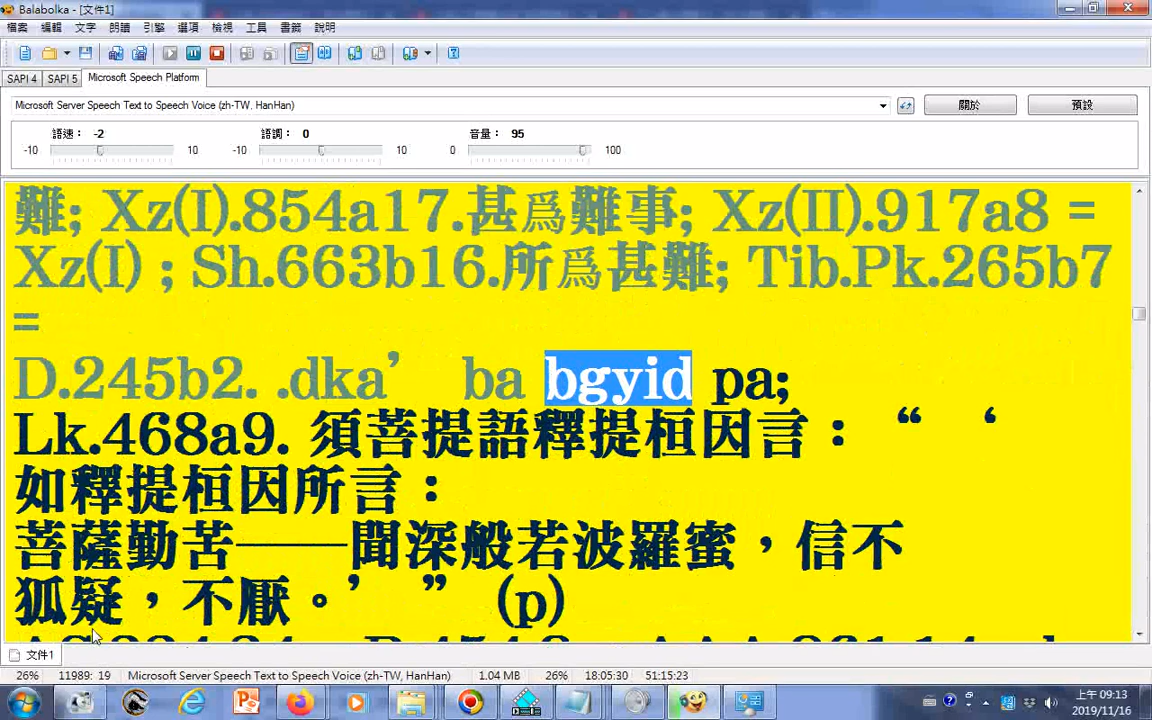 Balabolka - [文件1]
檔案 編輯 文字 朗讀 引擎 選項 檢視 工具 書籤 說明
SAPI 4 SAPI 5 Microsoft Speech Platform
Microsoft Server Speech Text to Speech Voice (zh-TW, HanHan) 關於 預設
語速： -2 語調： 0 音量： 95
-10 10 -10 10 0 100
難; Xz(I).854a17.甚爲難事; Xz(II).917a8 =
Xz(I) ; Sh.663b16.所爲甚難; Tib.Pk.265b7
=
D.245b2. .dka’ ba bgyid pa;
Lk.468a9. 須菩提語釋提桓因言：“ ‘
如釋提桓因所言：
菩薩勤苦——聞深般若波羅蜜，信不
狐疑，不厭。’ ” (p)
文件1
26% 11989: 19 Microsoft Server Speech Text to Speech Voice (zh-TW, HanHan) 1.04 MB 26% 18:05:30 51:15:23
上午 09:13
2019/11/16